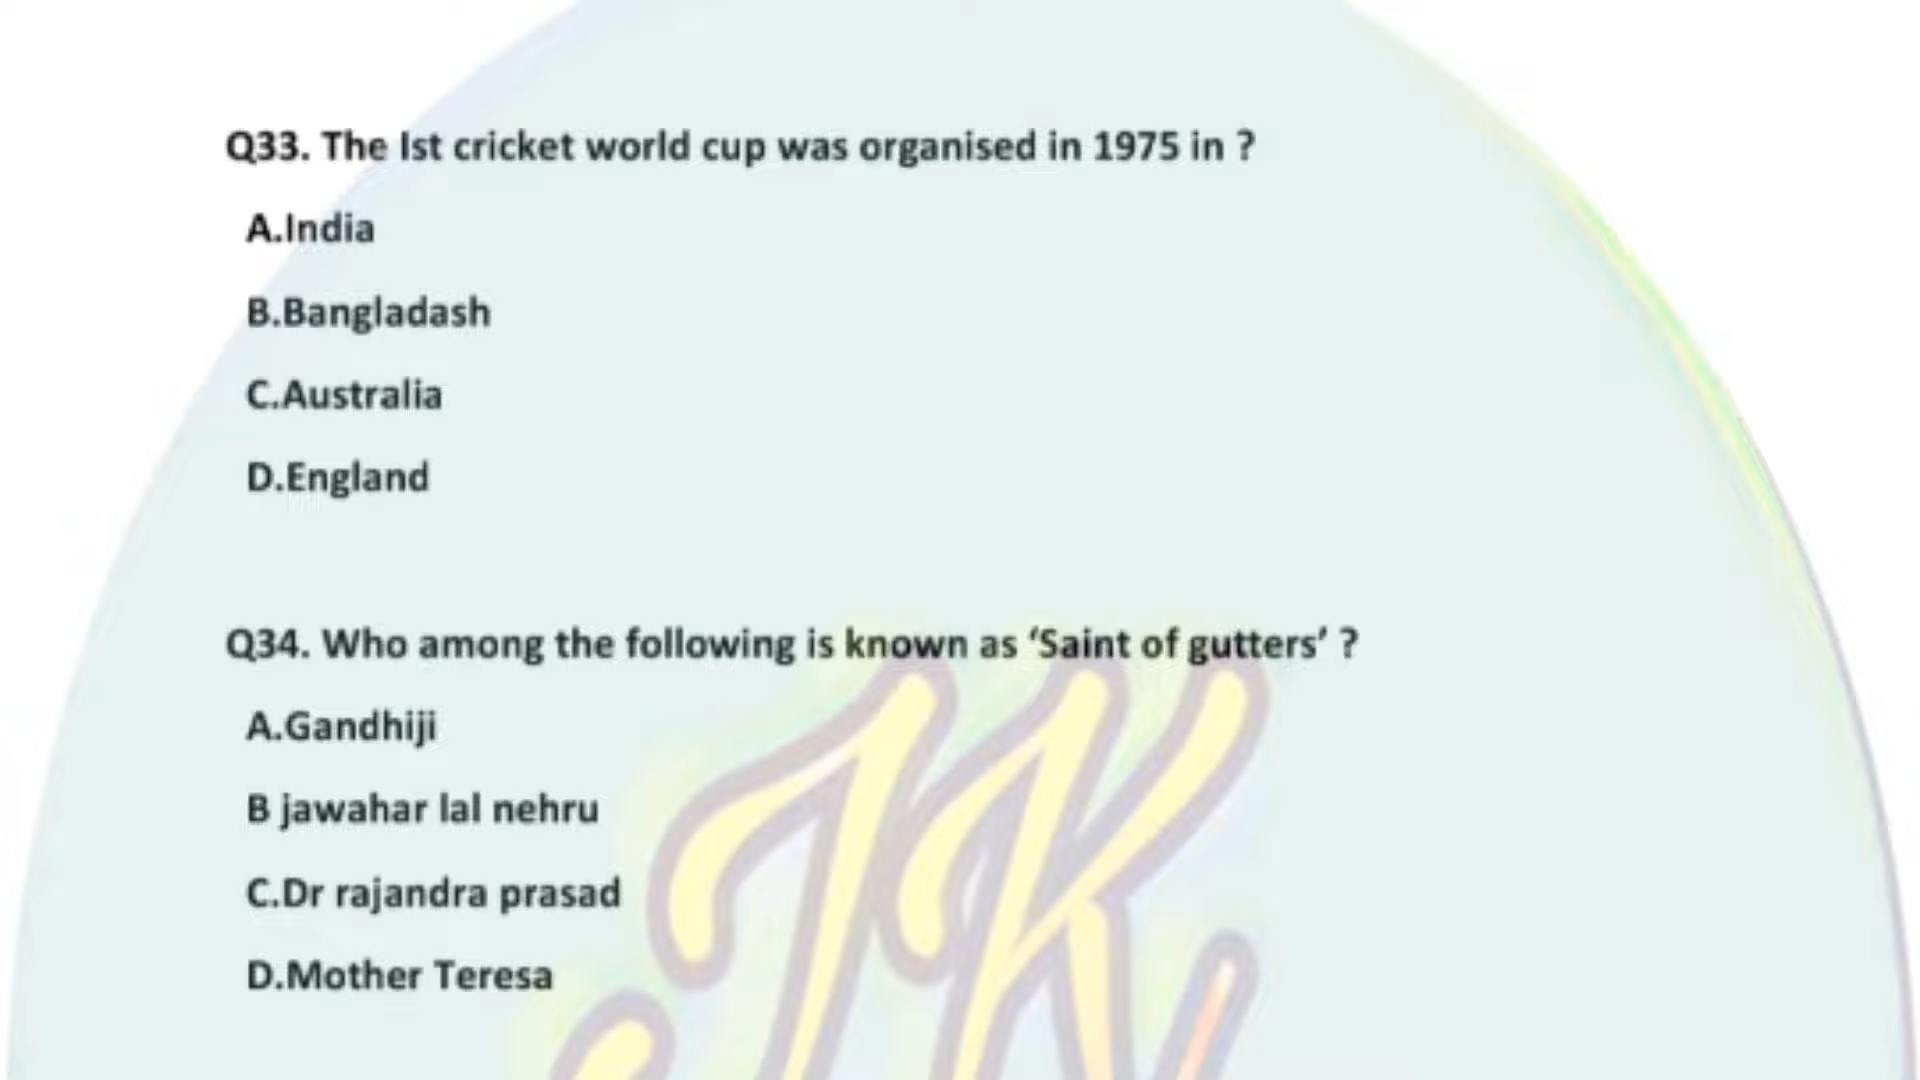 Q33. The Ist cricket world cup was organised in 1975 in ?
A.India
B.Bangladash
C.Australia
D.England
Q34. Who among the following is known as ‘Saint of gutters’ ?
A.Gandhiji
B jawahar lal nehru
C.Dr rajandra prasad
D.Mother Teresa
JK